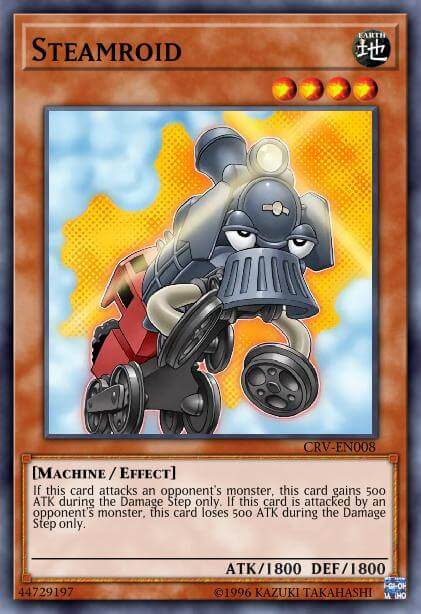 STEAMROID
EARTH
地
CRV-EN008
[MACHINE / EFFECT]
If this card attacks an opponent's monster, this card gains 500
ATK during the Damage Step only. If this card is attacked by an
opponent's monster, this card loses 500 ATK during the Damage
Step only.
ATK/1800 DEF/1800
44729197
©1996 KAZUKI TAKAHASHI